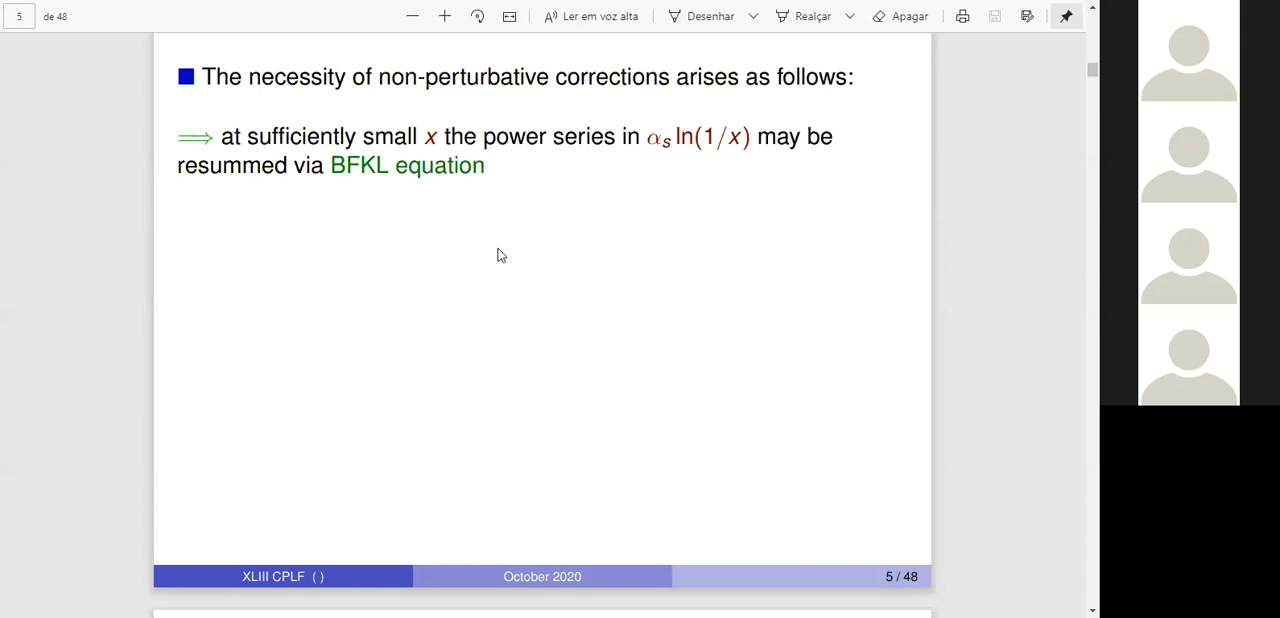 5 de 48 Ler em voz alta Desenhar Realçar Apagar
The necessity of non-perturbative corrections arises as follows:
⟹ at sufficiently small x the power series in αs ln(1/x) may be
resummed via BFKL equation
XLIII CPLF ( ) October 2020 5 / 48